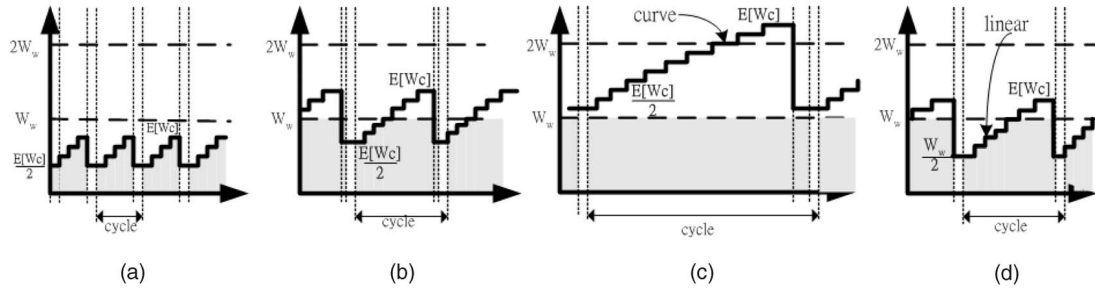 2W_w
W_w
E[Wc]
E[Wc]
2
cycle
(a)
2W_w
W_w
E[Wc]
E[Wc]
2
cycle
(b)
curve
E[Wc]
2W_w
E[Wc]
2
W_w
cycle
(c)
linear
2W_w
E[Wc]
W_w
W_w
2
cycle
(d)